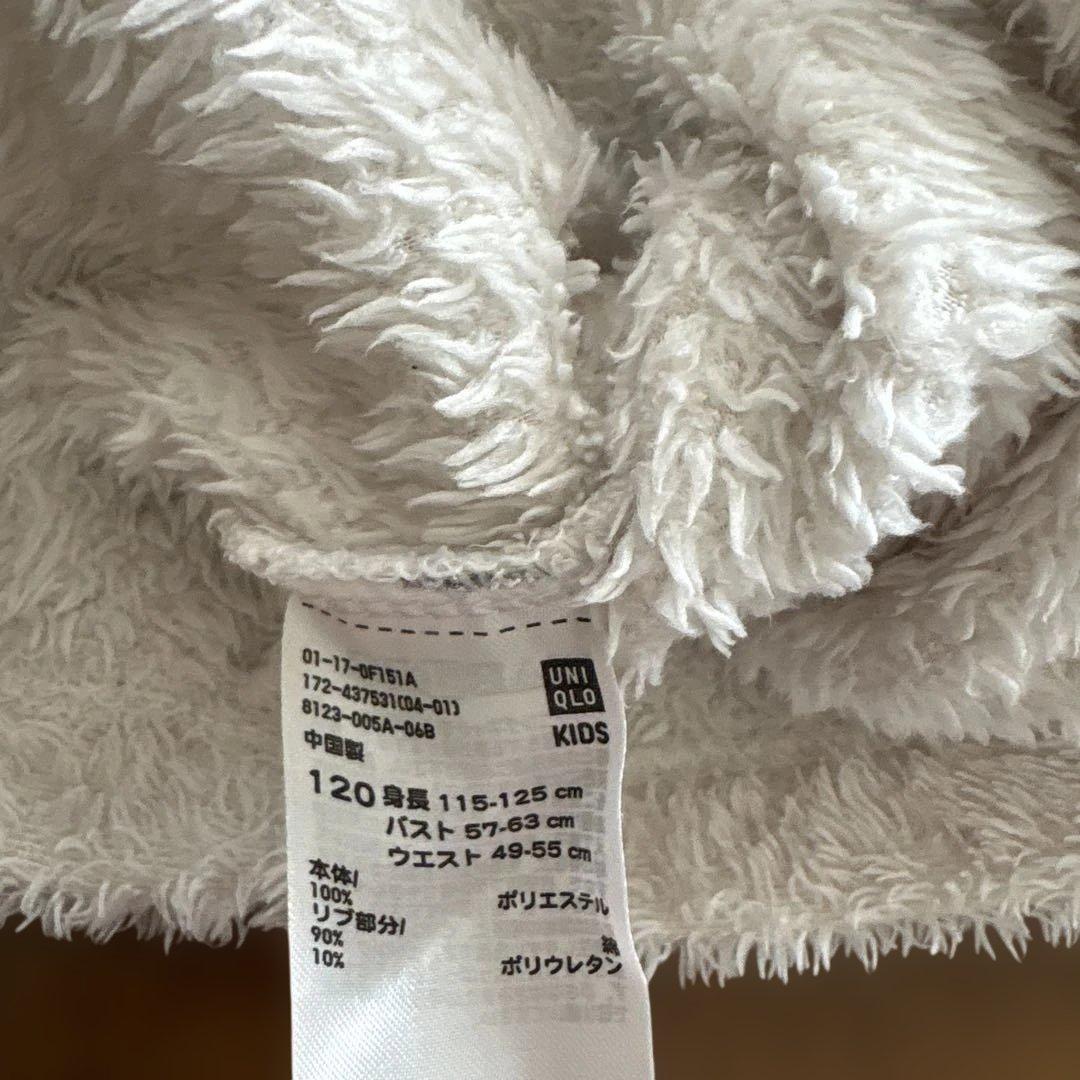 01-17-0F151A
172-437531(04-01)
8123-005A-06B
中国製
UNI
QLO
KIDS
120 身長 115-125 cm
バスト 57-63 cm
ウエスト 49-55 cm
本体/
100% ポリエステル
リブ部分/
90% 綿
10% ポリウレタン